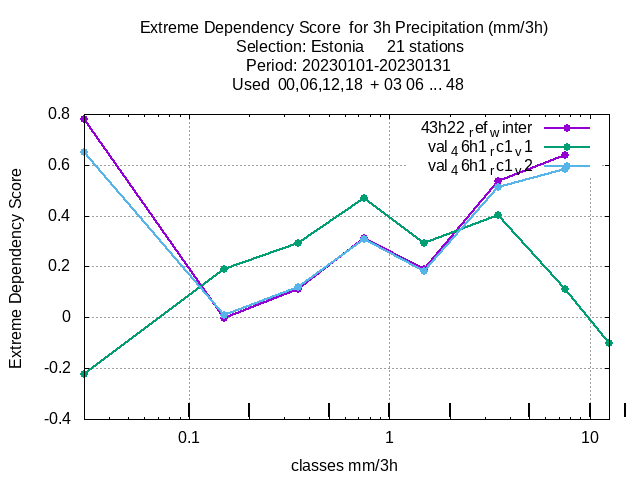 Extreme Dependency Score  for 3h Precipitation (mm/3h)
Selection: Estonia     21 stations
Period: 20230101-20230131
Used  00,06,12,18  + 03 06 ... 48
0.8
0.6
0.4
0.2
0
-0.2
-0.4
Extreme Dependency Score
43h22_ref_winter
val_46h1_rc1_v1
val_46h1_rc1_v2
0.1
1
10
classes mm/3h